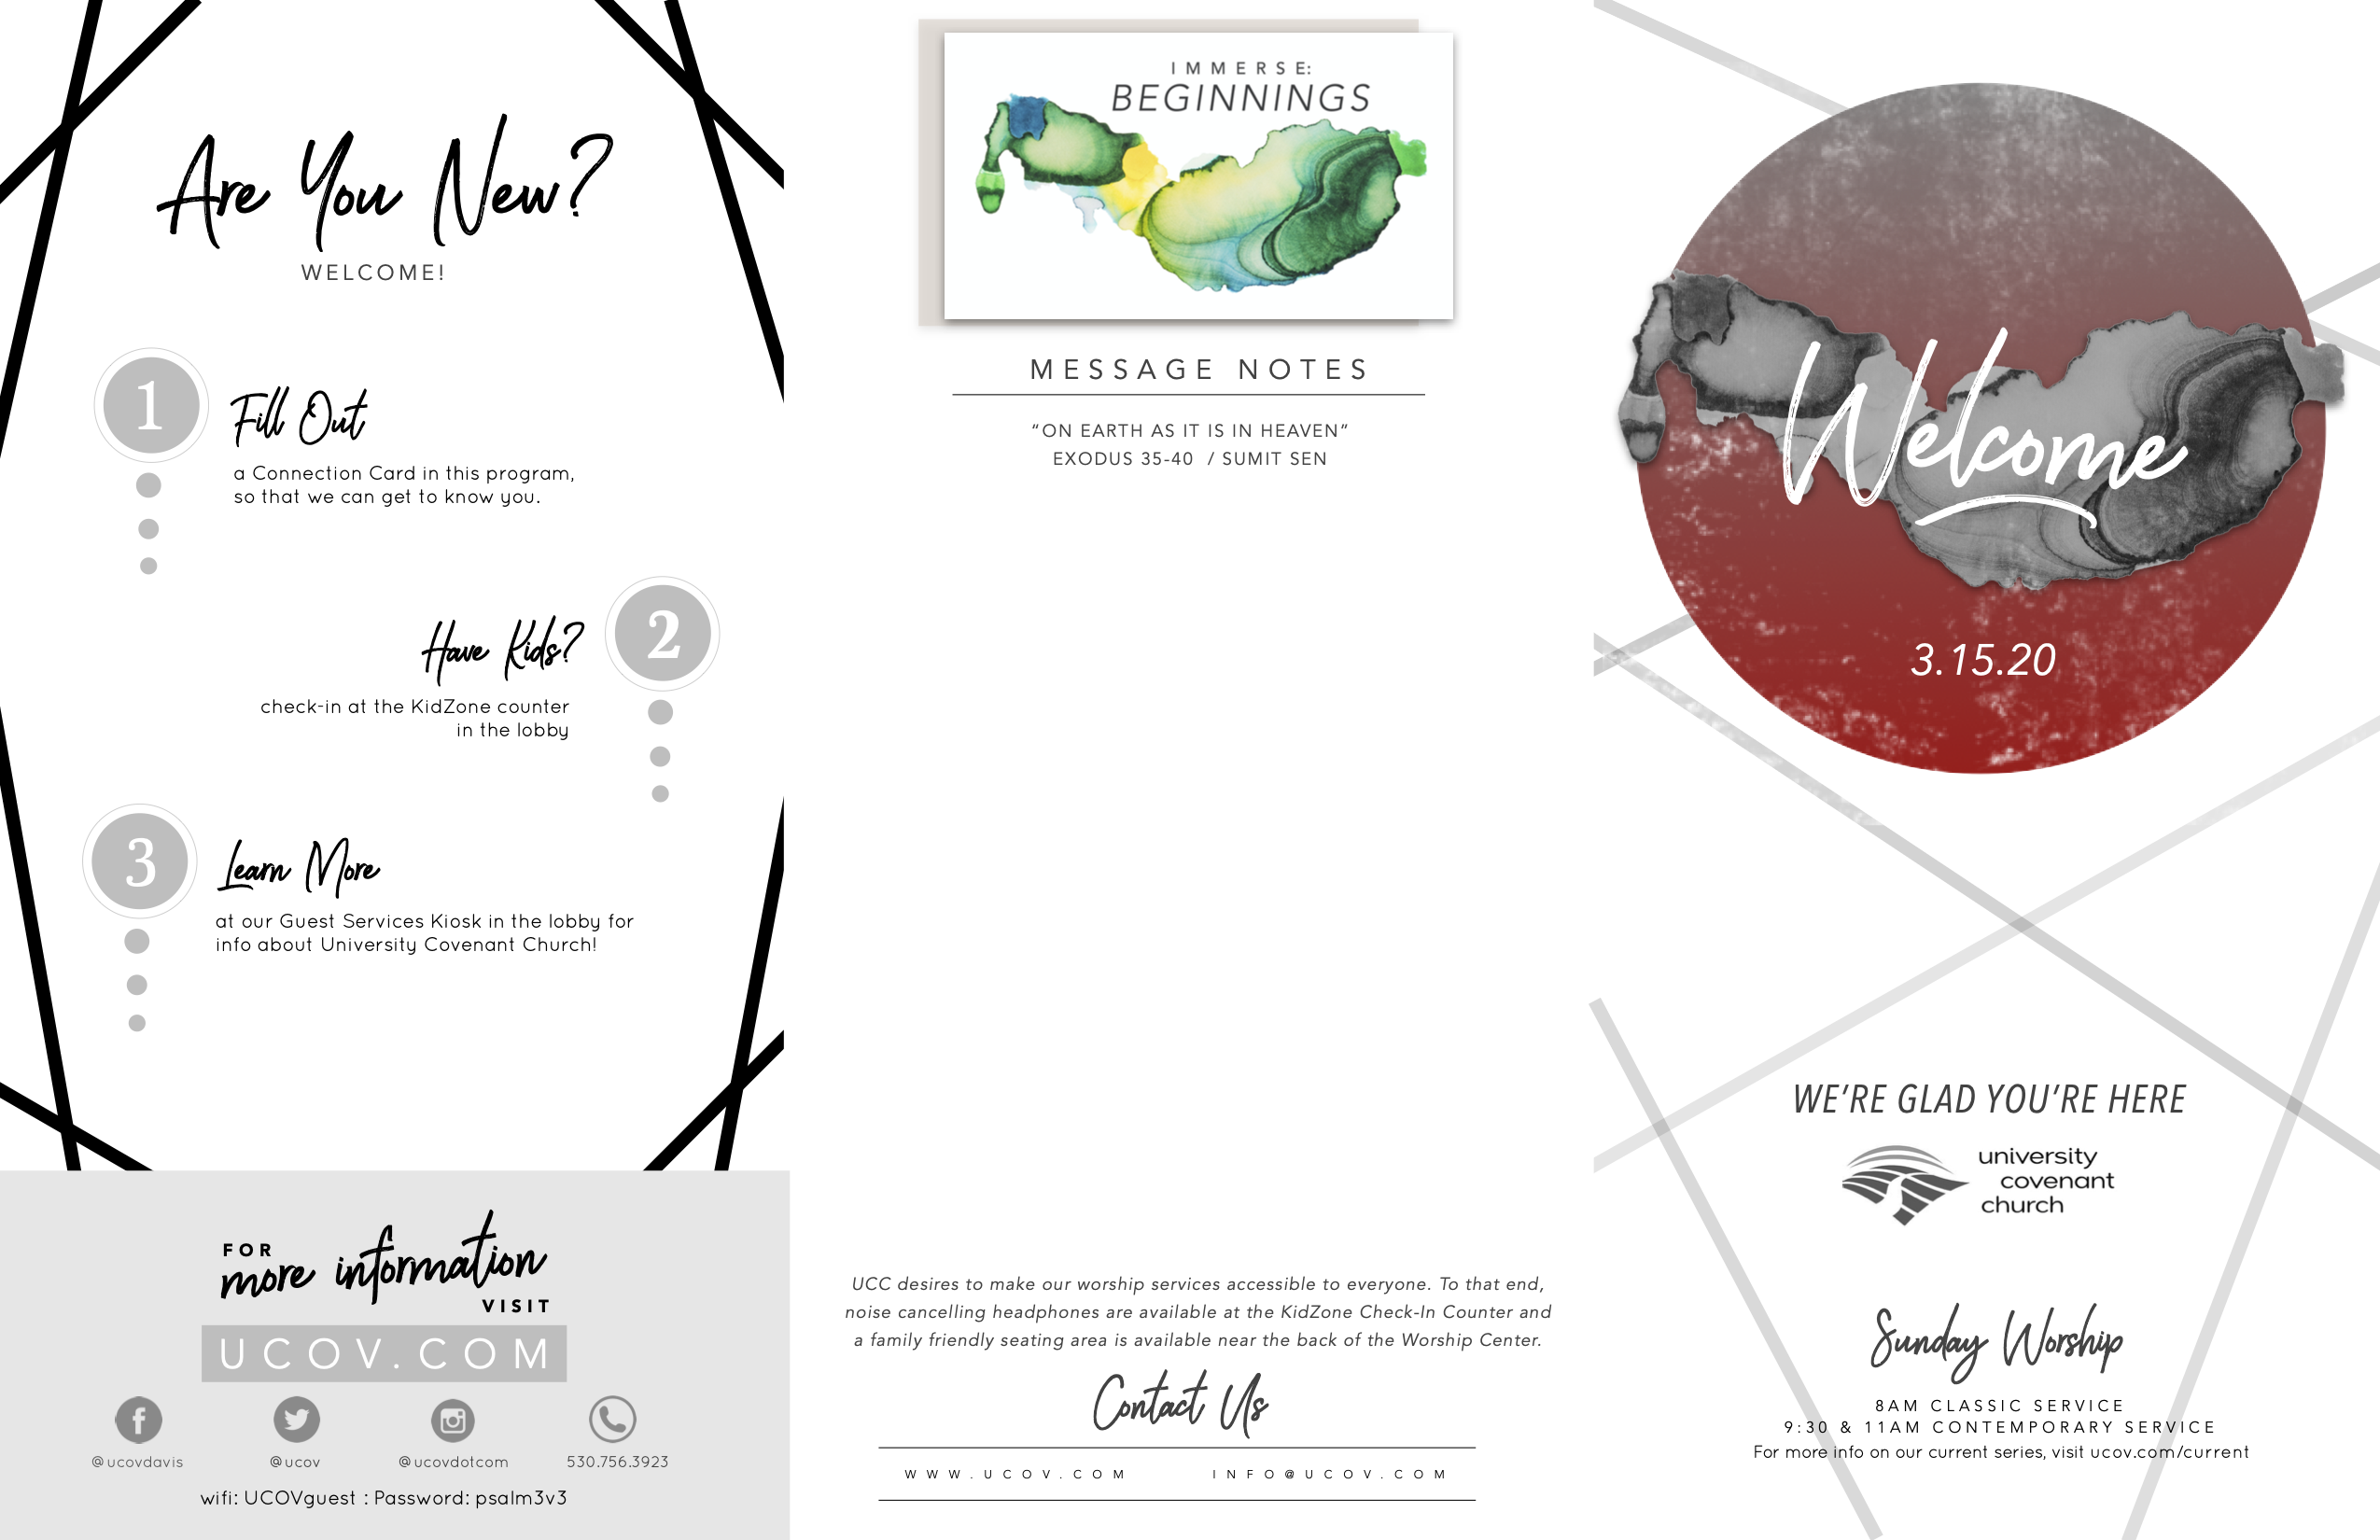 Are You New?
WELCOME!
1
Fill Out
a Connection Card in this program,
so that we can get to know you.
2
Have Kids?
check-in at the KidZone counter
in the lobby
3
Learn More
at our Guest Services Kiosk in the lobby for
info about University Covenant Church!
FOR
more information
VISIT
UCOV.COM
@ucovdavis
@ucov
@ucovdotcom
530.756.3923
wifi: UCOVguest : Password: psalm3v3
IMMERSE:
BEGINNINGS
MESSAGE NOTES
“ON EARTH AS IT IS IN HEAVEN”
EXODUS 35-40 / SUMIT SEN
UCC desires to make our worship services accessible to everyone. To that end,
noise cancelling headphones are available at the KidZone Check-In Counter and
a family friendly seating area is available near the back of the Worship Center.
Contact Us
WWW.UCOV.COM
INFO@UCOV.COM
Welcome
3.15.20
WE’RE GLAD YOU’RE HERE
university
covenant
church
Sunday Worship
8AM CLASSIC SERVICE
9:30 & 11AM CONTEMPORARY SERVICE
For more info on our current series, visit ucov.com/current